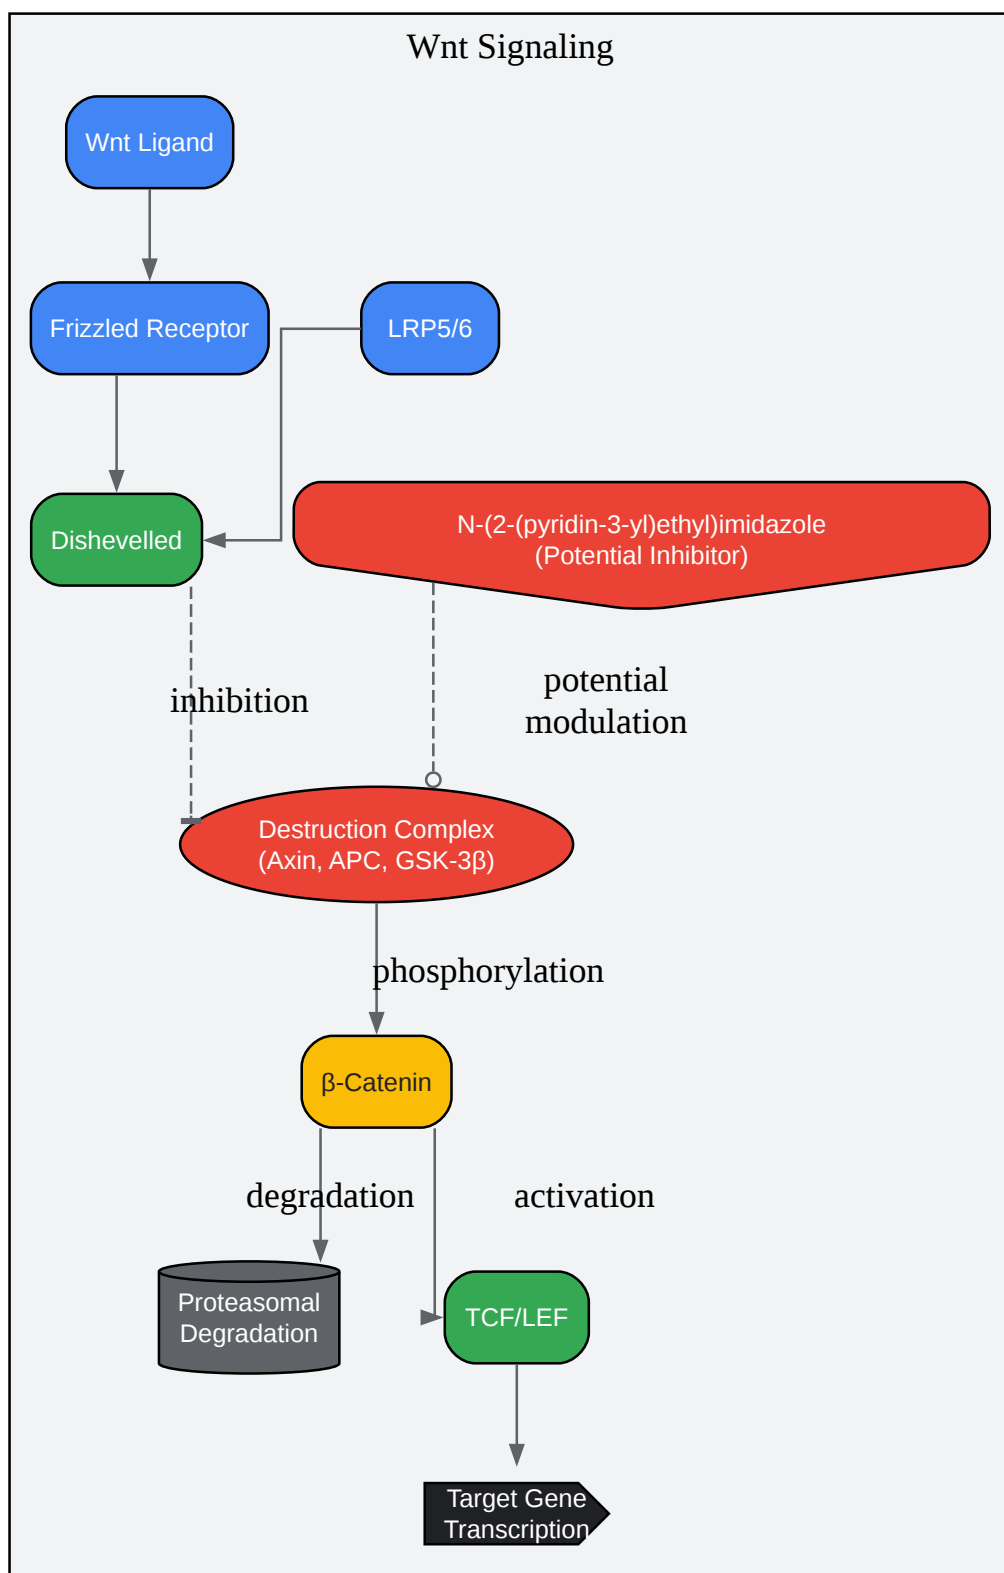 Wnt Signaling
Wnt Ligand
Frizzled Receptor
LRP5/6
Dishevelled
N-(2-(pyridin-3-yl)ethyl)imidazole
(Potential Inhibitor)
inhibition
potential
modulation
Destruction Complex
(Axin, APC, GSK-3β)
phosphorylation
β-Catenin
degradation
activation
Proteasomal
Degradation
TCF/LEF
Target Gene
Transcription